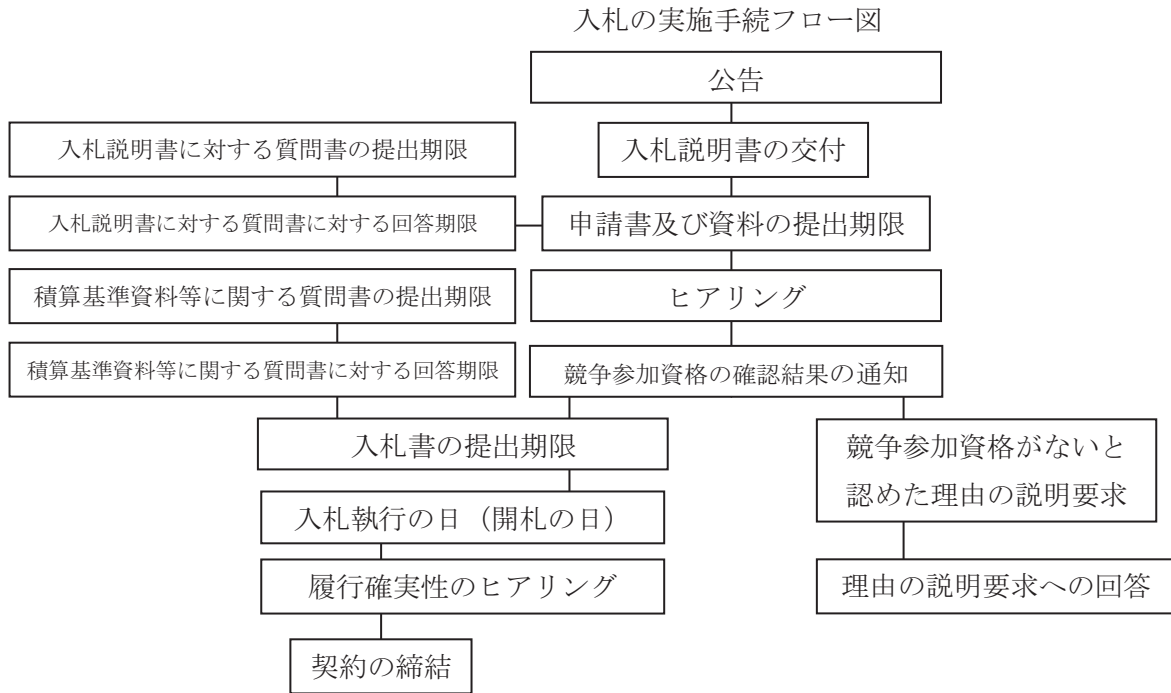 入札の実施手続フロー図
公告
入札説明書に対する質問書の提出期限
入札説明書の交付
入札説明書に対する質問書に対する回答期限
申請書及び資料の提出期限
積算基準資料等に関する質問書の提出期限
ヒアリング
積算基準資料等に関する質問書に対する回答期限
競争参加資格の確認結果の通知
入札書の提出期限
競争参加資格がないと
認めた理由の説明要求
入札執行の日（開札の日）
履行確実性のヒアリング
理由の説明要求への回答
契約の締結